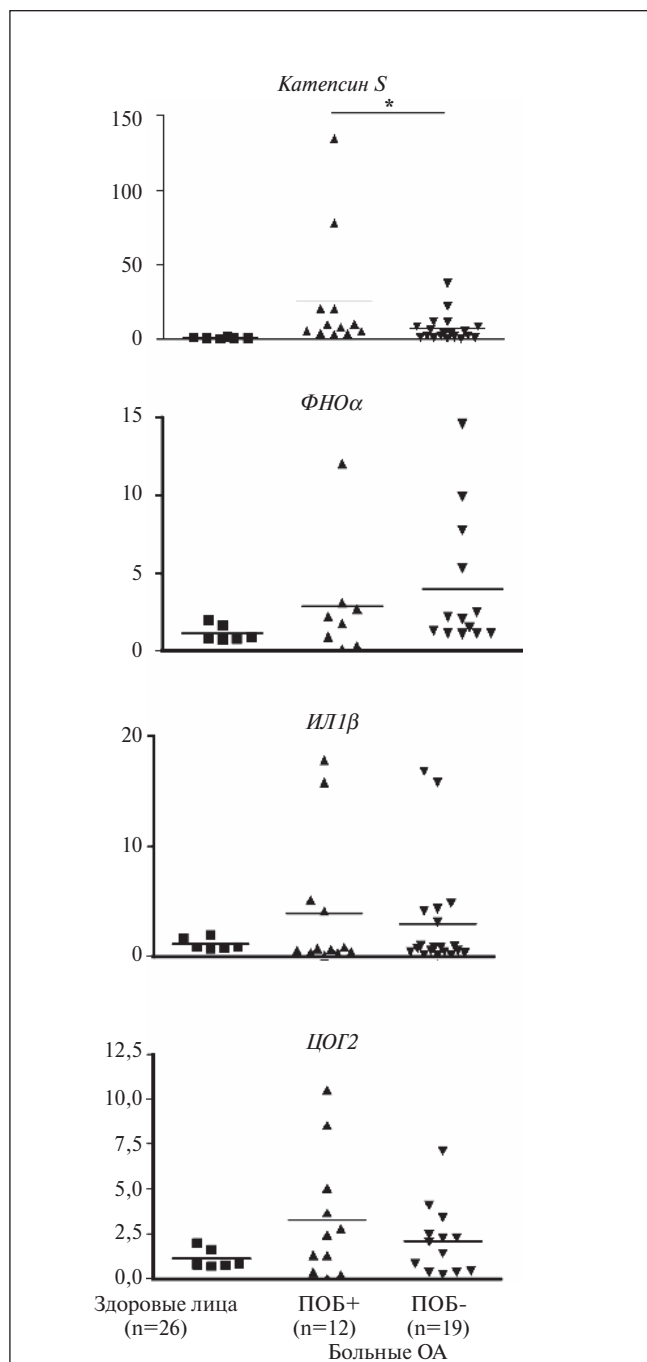 Катепсин S
*
150
100
50
0
ФНОα
15
10
5
0
ИЛ1β
20
10
0
ЦОГ2
12,5
10,0
7,5
5,0
2,5
0,0
Здоровые лица ПОБ+ ПОБ-
(n=26) (n=12) (n=19)
Больные ОА